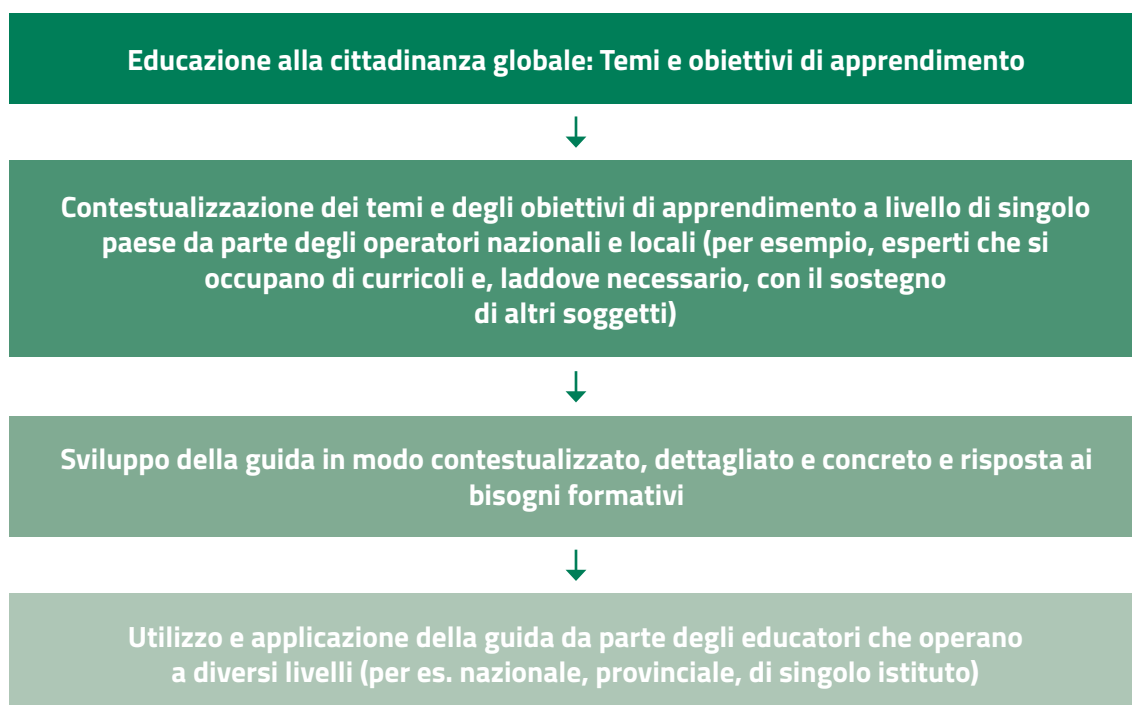 Educazione alla cittadinanza globale: Temi e obiettivi di apprendimento
Contestualizzazione dei temi e degli obiettivi di apprendimento a livello di singolo
paese da parte degli operatori nazionali e locali (per esempio, esperti che si
occupano di curricoli e, laddove necessario, con il sostegno
di altri soggetti)
Sviluppo della guida in modo contestualizzato, dettagliato e concreto e risposta ai
bisogni formativi
Utilizzo e applicazione della guida da parte degli educatori che operano
a diversi livelli (per es. nazionale, provinciale, di singolo istituto)